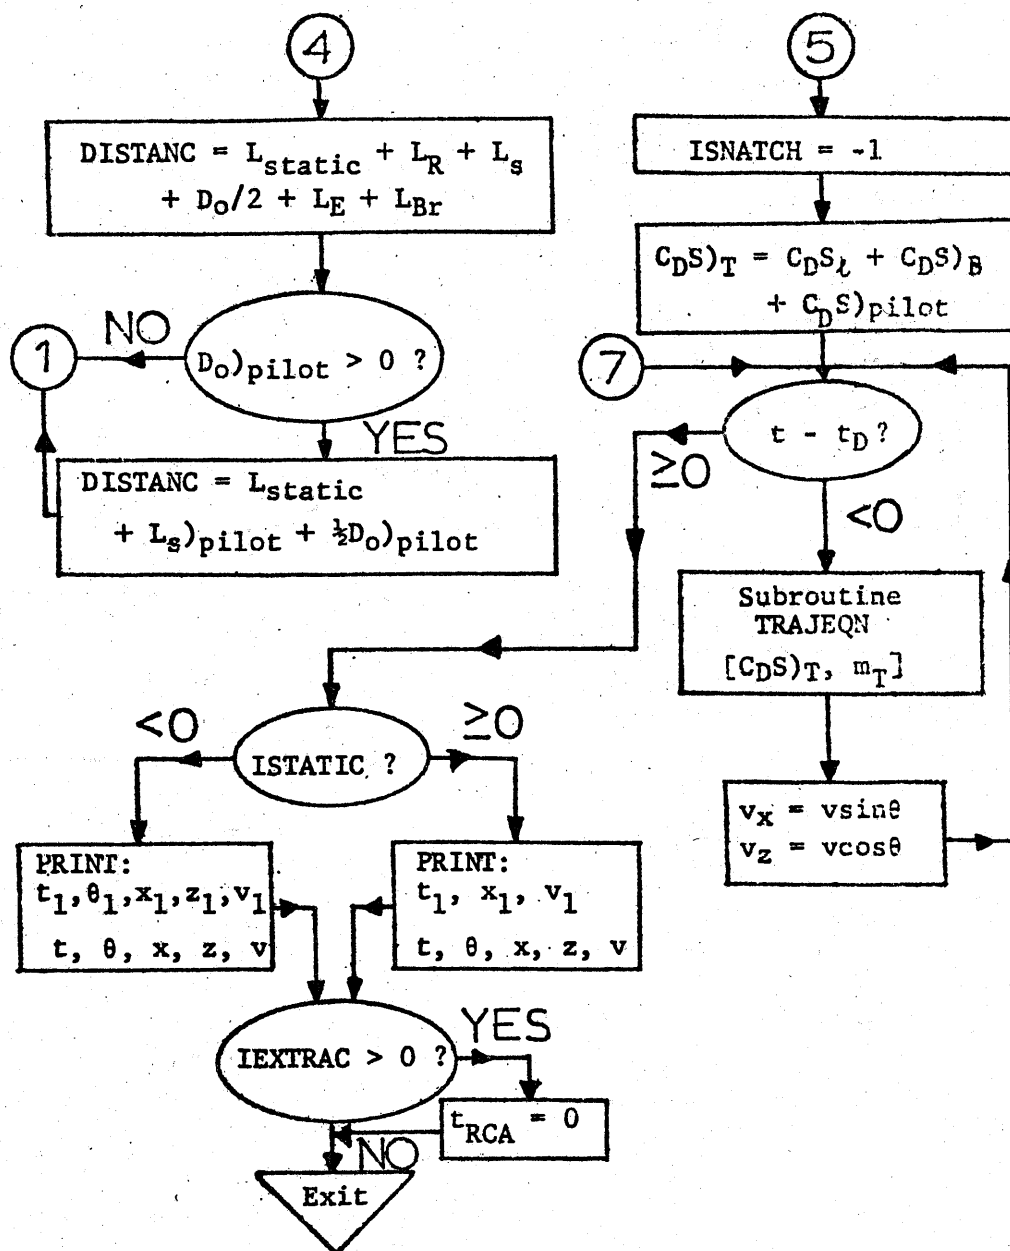 4
DISTANC = L_static + L_R + L_s
+ D_o/2 + L_E + L_Br
NO
1
D_o)_pilot > 0 ?
YES
DISTANC = L_static
+ L_s)_pilot + ½D_o)_pilot
5
ISNATCH = -1
C_DS)_T = C_DS_ℓ + C_DS)_B
+ C_DS)_pilot
7
t - t_D ?
≥0
<0
Subroutine
TRAJEQN
[C_DS)_T, m_T]
v_x = vsinθ
v_z = vcosθ
<0
≥0
ISTATIC ?
PRINT:
t_1,θ_1,x_1,z_1,v_1
t, θ, x, z, v
PRINT:
t_1, x_1, v_1
t, θ, x, z, v
IEXTRAC > 0 ?
YES
t_RCA = 0
NO
Exit